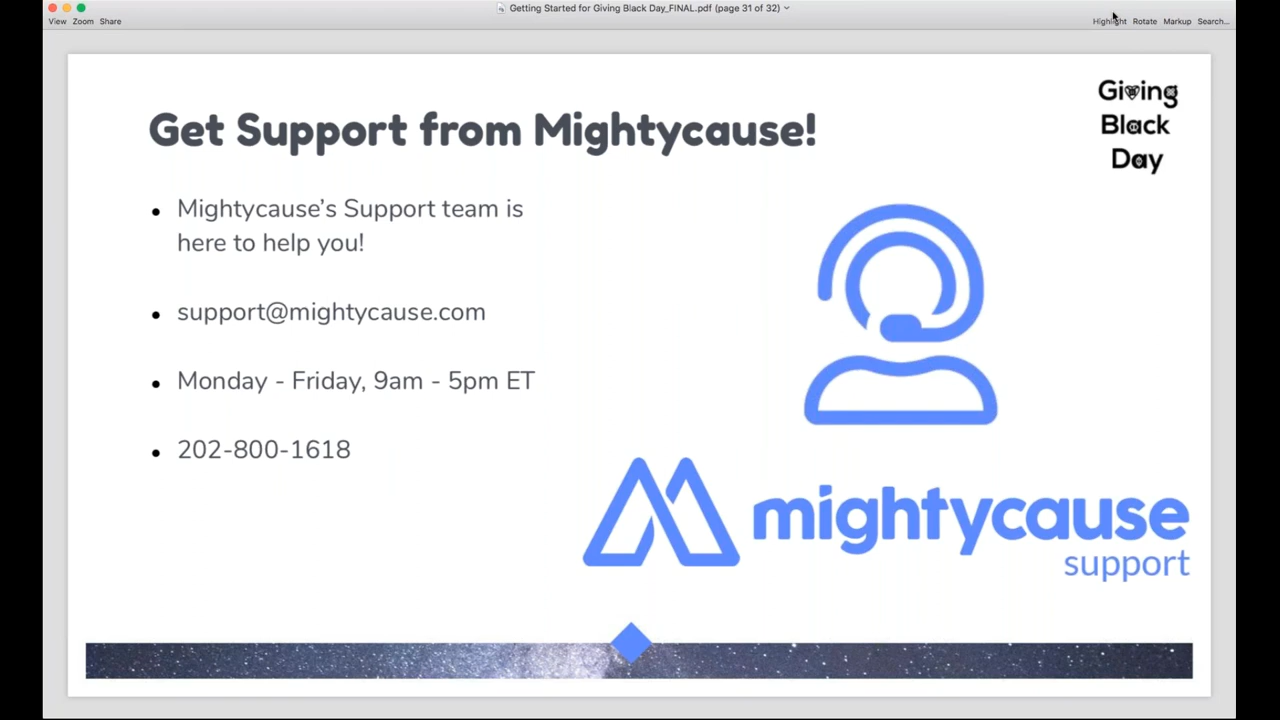 Getting Started for Giving Black Day_FINAL.pdf (page 31 of 32)
View Zoom Share
Highlight Rotate Markup Search...
Giving
Black
Day
Get Support from Mightycause!
• Mightycause's Support team is
here to help you!
• support@mightycause.com
• Monday - Friday, 9am - 5pm ET
• 202-800-1618
mightycause
support